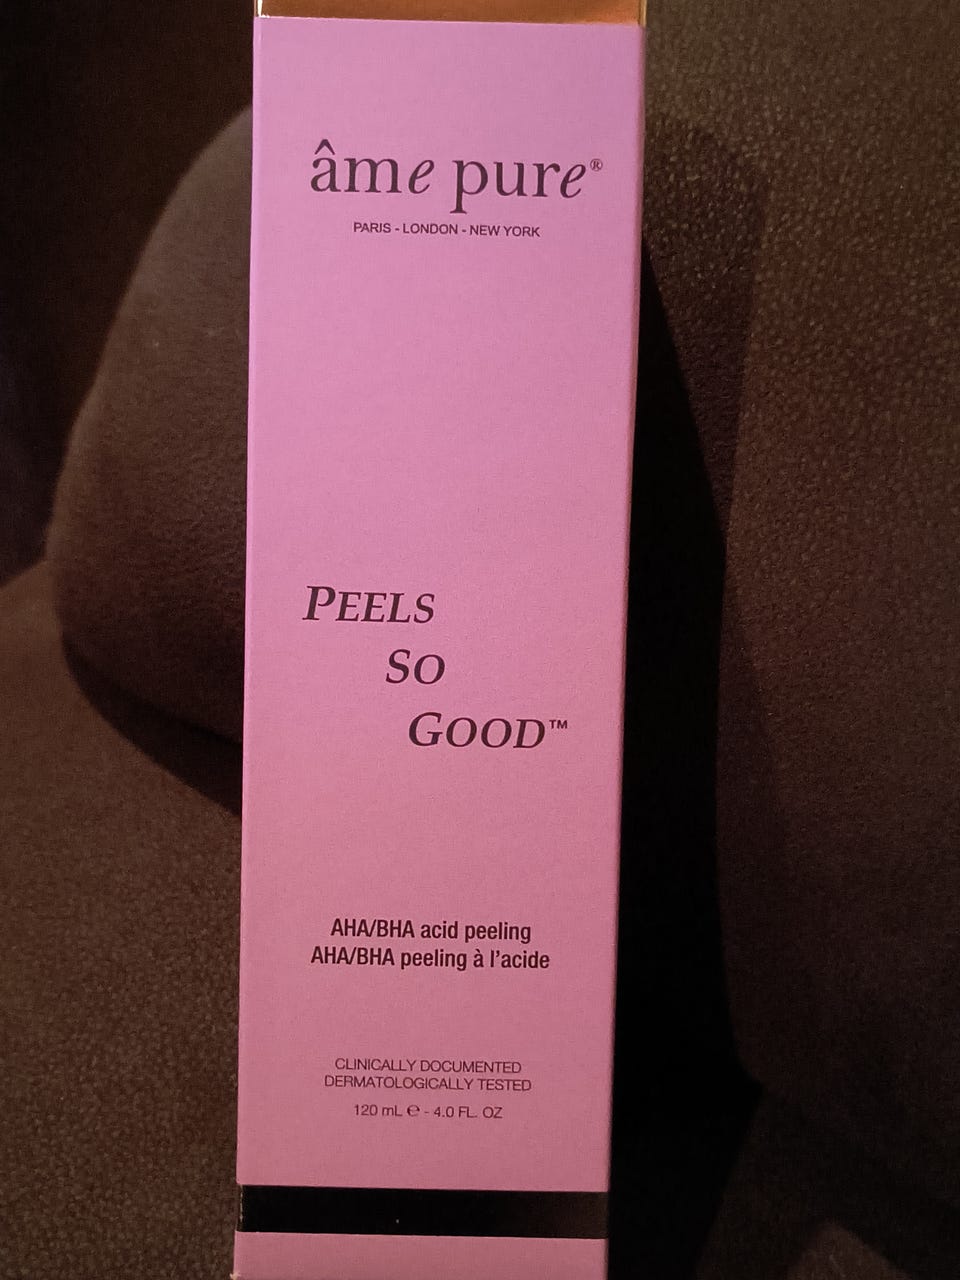 âme pure®
PARIS - LONDON - NEW YORK
PEELS
SO
GOOD™
AHA/BHA acid peeling
AHA/BHA peeling à l'acide
CLINICALLY DOCUMENTED
DERMATOLOGICALLY TESTED
120 mL ℮ - 4.0 FL. OZ